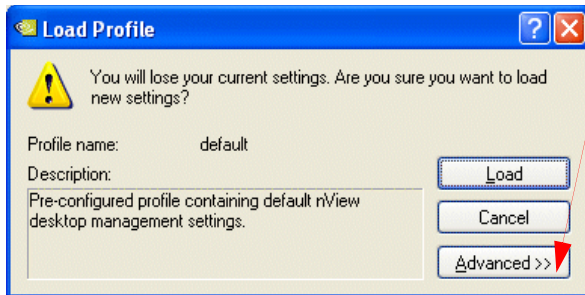 Load Profile
You will lose your current settings. Are you sure you want to load
new settings?
Profile name: default
Description:
Pre-configured profile containing default nView
desktop management settings.
Load
Cancel
Advanced >>